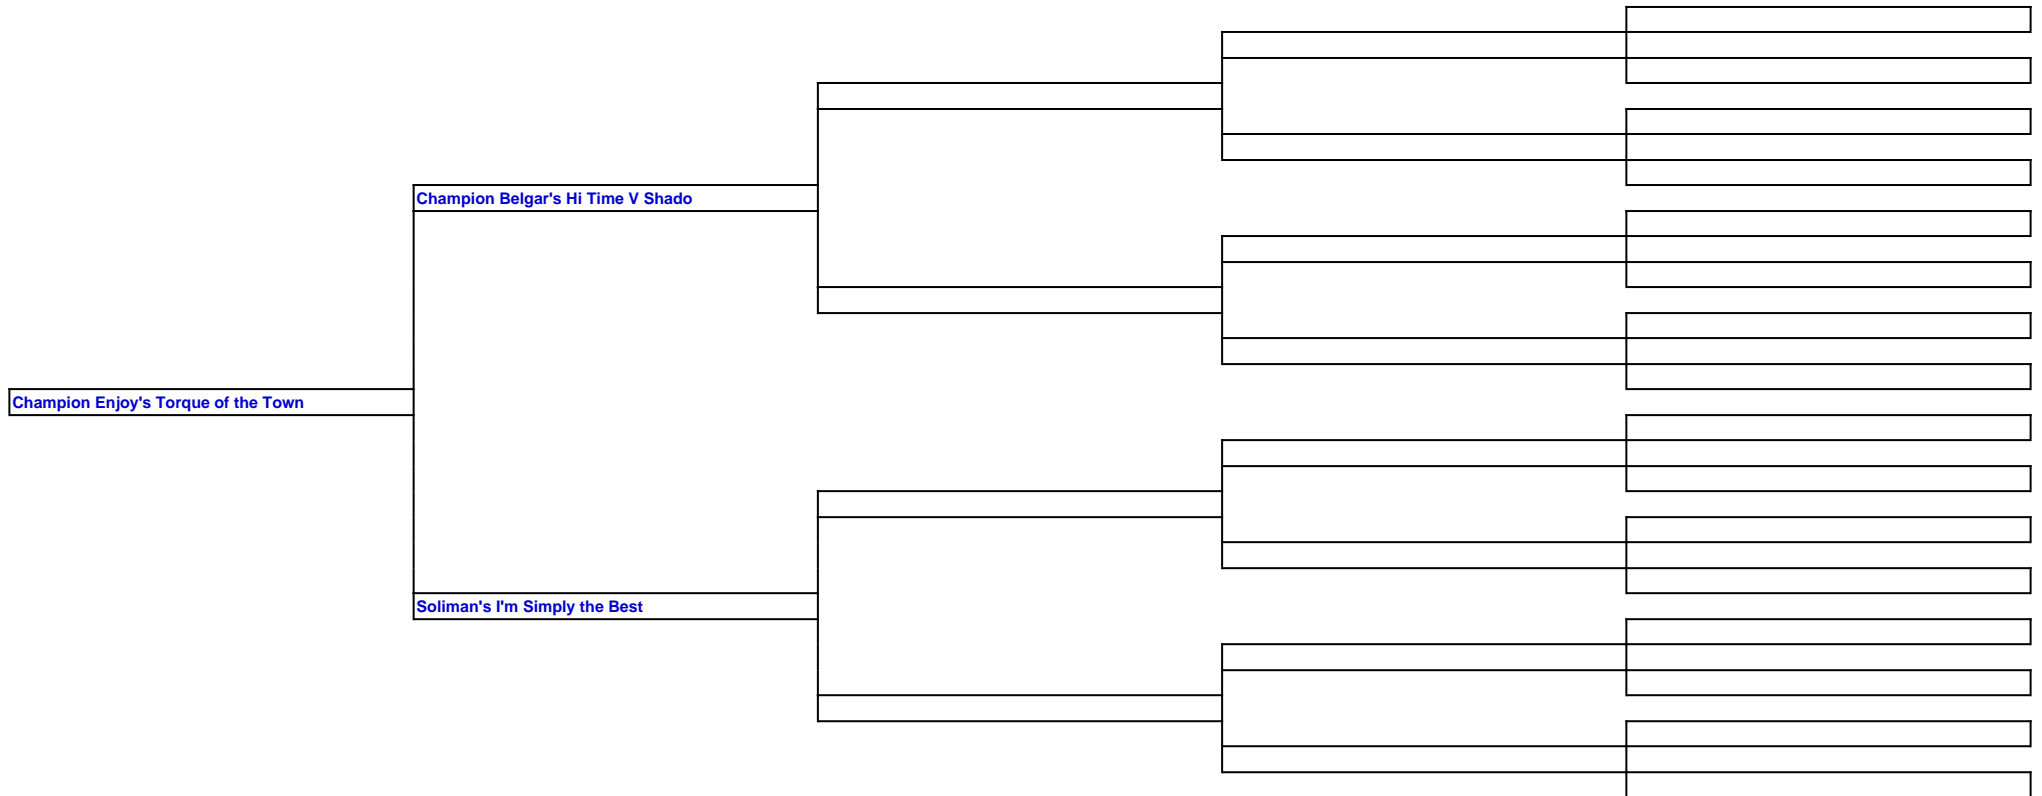 Champion Belgar's Hi Time V Shado
Champion Enjoy's Torque of the Town
Soliman's I'm Simply the Best